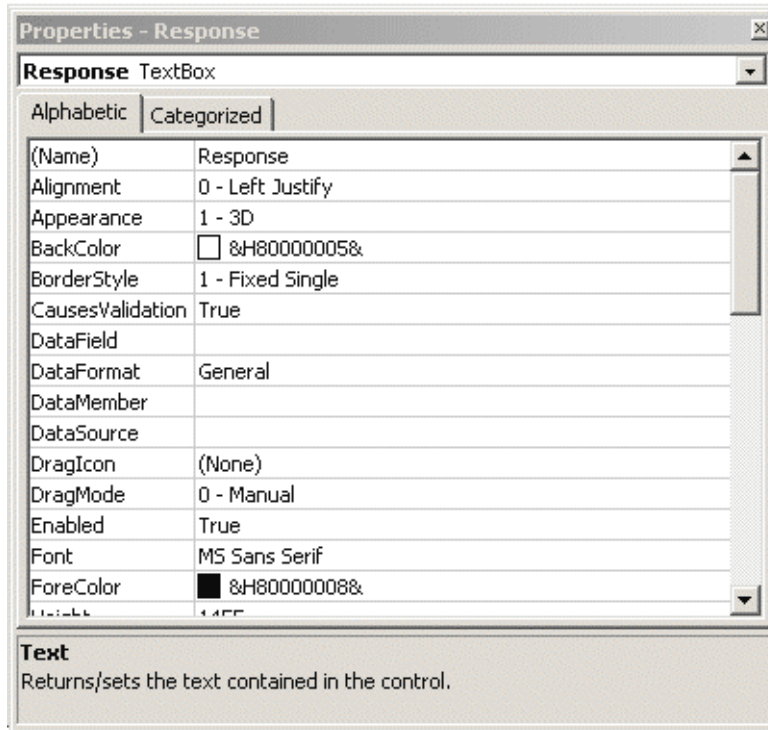 Properties - Response
Response TextBox
Alphabetic Categorized
(Name) Response
Alignment 0 - Left Justify
Appearance 1 - 3D
BackColor &H80000005&
BorderStyle 1 - Fixed Single
CausesValidation True
DataField
DataFormat General
DataMember
DataSource
DragIcon (None)
DragMode 0 - Manual
Enabled True
Font MS Sans Serif
ForeColor &H80000008&
Height
Text
Returns/sets the text contained in the control.